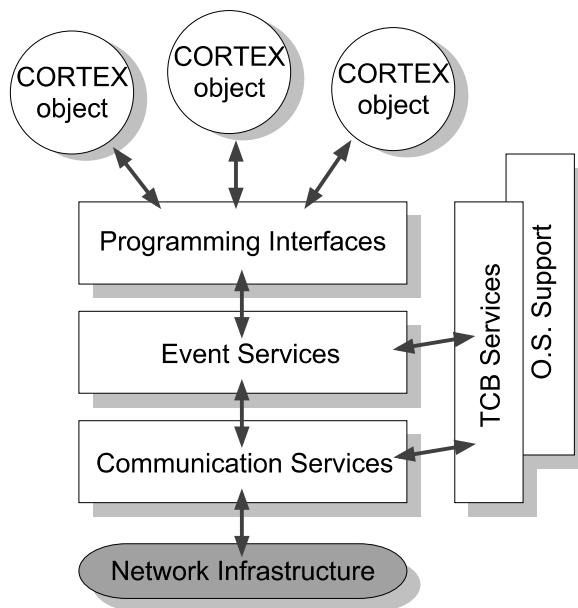 CORTEX
object
CORTEX
object
CORTEX
object
Programming Interfaces
Event Services
Communication Services
Network Infrastructure
TCB Services
O.S. Support